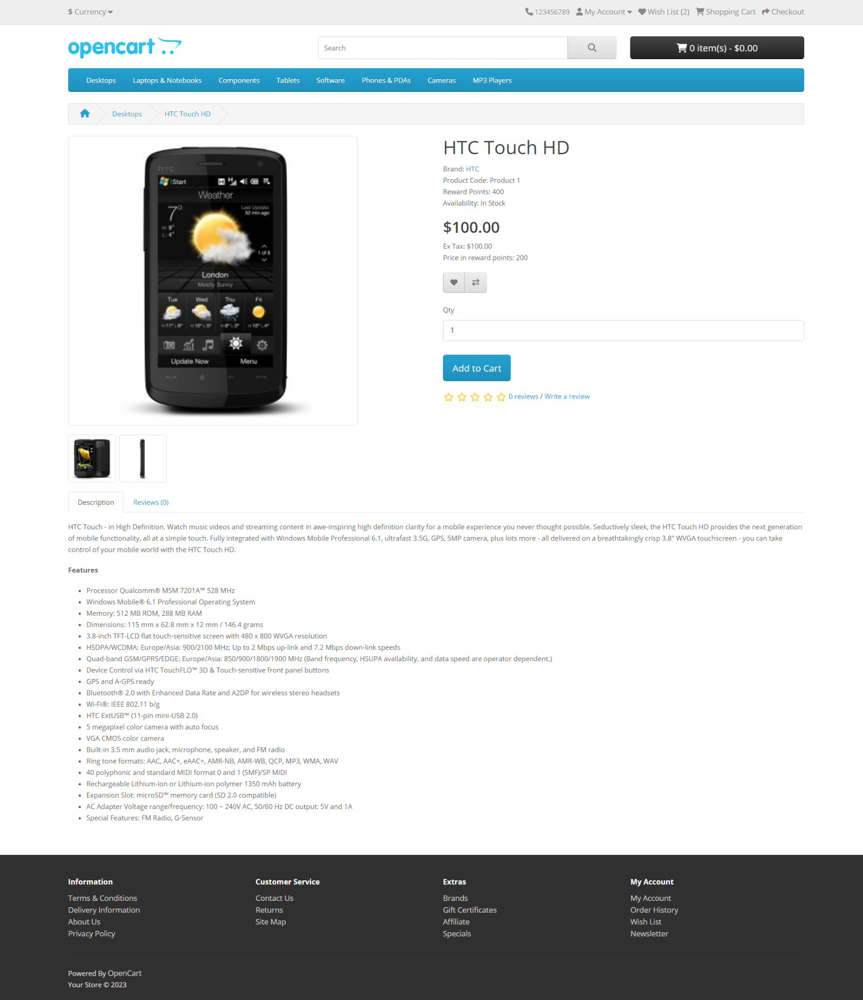 $ Currency
123456789 My Account Wish List (2) Shopping Cart Checkout
opencart
Search
0 item(s) - $0.00
Desktops Laptops & Notebooks Components Tablets Software Phones & PDAs Cameras MP3 Players
Desktops HTC Touch HD
hTC
Start
Weather
7°
Last Update:
52 min ago
H: 9°
L: 4°
1 of 8
London
Mostly Sunny
Tue Wed Thu Fri
H:11° L:6° H:10° L:5° H:8° L:3° H:10° L:4°
Update Now Menu
HTC Touch HD
Brand: HTC
Product Code: Product 1
Reward Points: 400
Availability: In Stock
$100.00
Ex Tax: $100.00
Price in reward points: 200
Qty
1
Add to Cart
0 reviews / Write a review
Description Reviews (0)
HTC Touch - in High Definition. Watch music videos and streaming content in awe-inspiring high definition clarity for a mobile experience you never thought possible. Seductively sleek, the HTC Touch HD provides the next generation
of mobile functionality, all at a simple touch. Fully integrated with Windows Mobile Professional 6.1, ultrafast 3.5G, GPS, 5MP camera, plus lots more - all delivered on a breathtakingly crisp 3.8" WVGA touchscreen - you can take
control of your mobile world with the HTC Touch HD.
Features
• Processor Qualcomm® MSM 7201A™ 528 MHz
• Windows Mobile® 6.1 Professional Operating System
• Memory: 512 MB ROM, 288 MB RAM
• Dimensions: 115 mm x 62.8 mm x 12 mm / 146.4 grams
• 3.8-inch TFT-LCD flat touch-sensitive screen with 480 x 800 WVGA resolution
• HSDPA/WCDMA: Europe/Asia: 900/2100 MHz; Up to 2 Mbps up-link and 7.2 Mbps down-link speeds
• Quad-band GSM/GPRS/EDGE: Europe/Asia: 850/900/1800/1900 MHz (Band frequency, HSUPA availability, and data speed are operator dependent.)
• Device Control via HTC TouchFLO™ 3D & Touch-sensitive front panel buttons
• GPS and A-GPS ready
• Bluetooth® 2.0 with Enhanced Data Rate and A2DP for wireless stereo headsets
• Wi-Fi®: IEEE 802.11 b/g
• HTC ExtUSB™ (11-pin mini-USB 2.0)
• 5 megapixel color camera with auto focus
• VGA CMOS color camera
• Built-in 3.5 mm audio jack, microphone, speaker, and FM radio
• Ring tone formats: AAC, AAC+, eAAC+, AMR-NB, AMR-WB, QCP, MP3, WMA, WAV
• 40 polyphonic and standard MIDI format 0 and 1 (SMF)/SP MIDI
• Rechargeable Lithium-ion or Lithium-ion polymer 1350 mAh battery
• Expansion Slot: microSD™ memory card (SD 2.0 compatible)
• AC Adapter Voltage range/frequency: 100 ~ 240V AC, 50/60 Hz DC output: 5V and 1A
• Special Features: FM Radio, G-Sensor
Information Customer Service Extras My Account
Terms & Conditions Contact Us Brands My Account
Delivery Information Returns Gift Certificates Order History
About Us Site Map Affiliate Wish List
Privacy Policy Specials Newsletter
Powered By OpenCart
Your Store © 2023